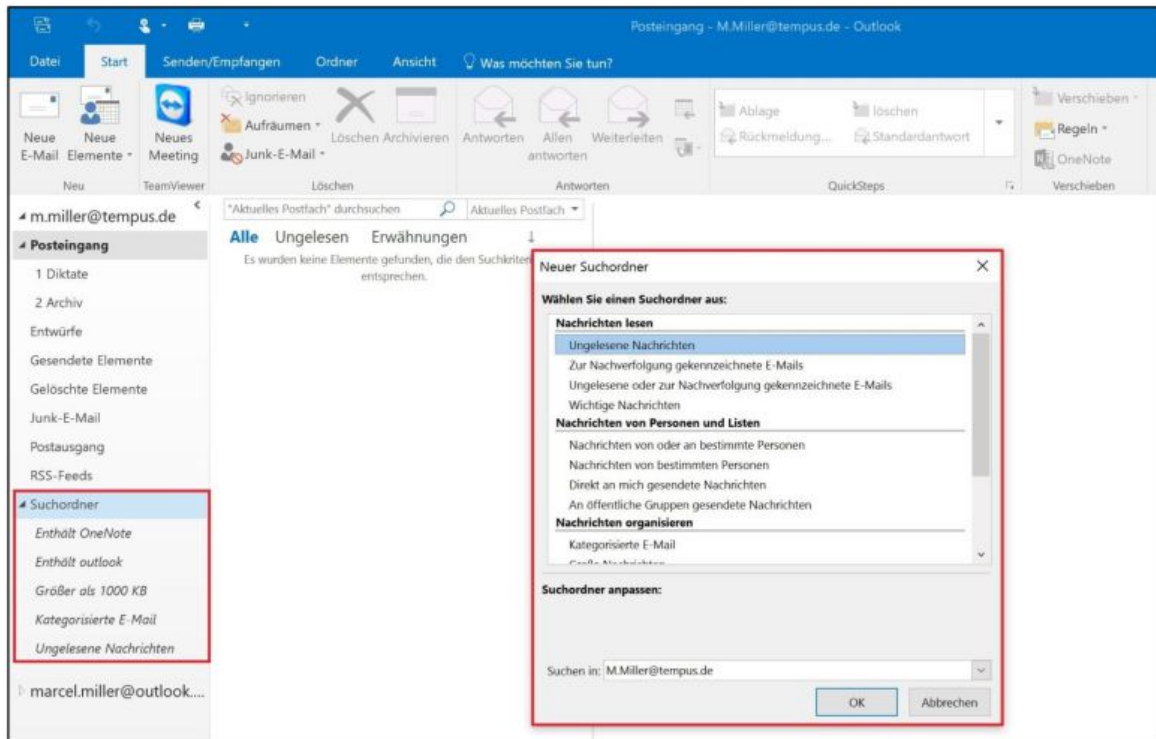 Posteingang - M.Miller@tempus.de - Outlook
Datei Start Senden/Empfangen Ordner Ansicht Was möchten Sie tun?
Neue E-Mail
Neue Elemente
Neu
Neues Meeting
TeamViewer
Ignorieren
Aufräumen
Junk-E-Mail
Löschen
Archivieren
Löschen
Antworten
Allen antworten
Weiterleiten
Antworten
Ablage
Rückmeldung...
löschen
Standardantwort
QuickSteps
Verschieben
Regeln
OneNote
Verschieben
m.miller@tempus.de
Posteingang
1 Diktate
2 Archiv
Entwürfe
Gesendete Elemente
Gelöschte Elemente
Junk-E-Mail
Postausgang
RSS-Feeds
Suchordner
Enthält OneNote
Enthält outlook
Größer als 1000 KB
Kategorisierte E-Mail
Ungelesene Nachrichten
marcel.miller@outlook....
"Aktuelles Postfach" durchsuchen
Aktuelles Postfach
Alle Ungelesen Erwähnungen
Es wurden keine Elemente gefunden, die den Suchkriter
entsprechen.
Neuer Suchordner
Wählen Sie einen Suchordner aus:
Nachrichten lesen
Ungelesene Nachrichten
Zur Nachverfolgung gekennzeichnete E-Mails
Ungelesene oder zur Nachverfolgung gekennzeichnete E-Mails
Wichtige Nachrichten
Nachrichten von Personen und Listen
Nachrichten von oder an bestimmte Personen
Nachrichten von bestimmten Personen
Direkt an mich gesendete Nachrichten
An öffentliche Gruppen gesendete Nachrichten
Nachrichten organisieren
Kategorisierte E-Mail
Große Nachrichten
Suchordner anpassen:
Suchen in: M.Miller@tempus.de
OK Abbrechen